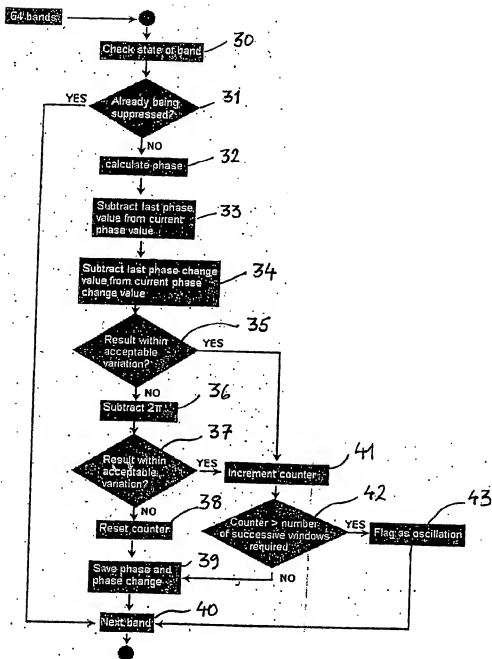 64 bands
Check state of band
30
Already being
suppressed?
31
YES
NO
calculate phase
32
Subtract last phase
value from current
phase value
33
Subtract last phase change
value from current phase
change value
34
Result within
acceptable
variation?
35
YES
NO
36
Subtract 2π
37
Result within
acceptable
variation?
YES
Increment counter
41
NO
38
Reset counter
Counter > number
of successive windows
required
42
YES
Flag as oscillation
43
NO
Save phase and
phase change
39
Next band
40